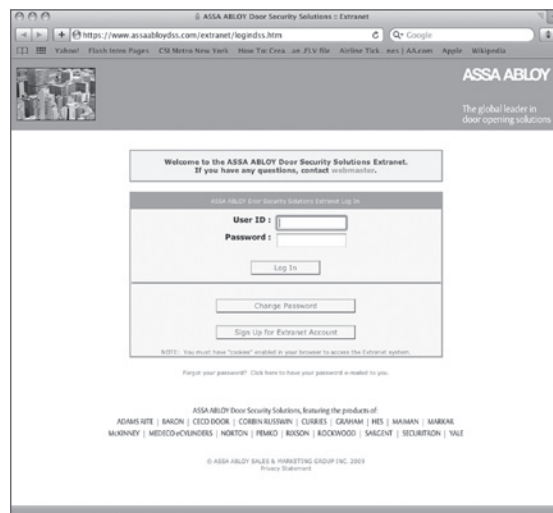 ASSA ABLOY Door Security Solutions :: Extranet
https://www.assaabloydss.com/extranet/logindss.htm
Google
Yahoo! Flash Intro Pages CSI Metro New York How To: Crea...an .FLV file Airline Tick...nes | AA.com Apple Wikipedia
ASSA ABLOY
The global leader in
door opening solutions
Welcome to the ASSA ABLOY Door Security Solutions Extranet.
If you have any questions, contact webmaster.
ASSA ABLOY Door Security Solutions Extranet Log In
User ID :
Password :
Log In
Change Password
Sign Up for Extranet Account
NOTE: You must have "cookies" enabled in your browser to access the Extranet system.
Forgot your password? Click here to have your password e-mailed to you.
ASSA ABLOY Door Security Solutions, featuring the products of:
ADAMS RITE | BARON | CECO DOOR | CORBIN RUSSWIN | CURRIES | GRAHAM | HES | MAIMAN | MARKAR
McKINNEY | MEDECO eCYLINDERS | NORTON | PEMKO | RIXSON | ROCKWOOD | SARGENT | SECURITRON | YALE
© ASSA ABLOY SALES & MARKETING GROUP INC. 2009
Privacy Statement